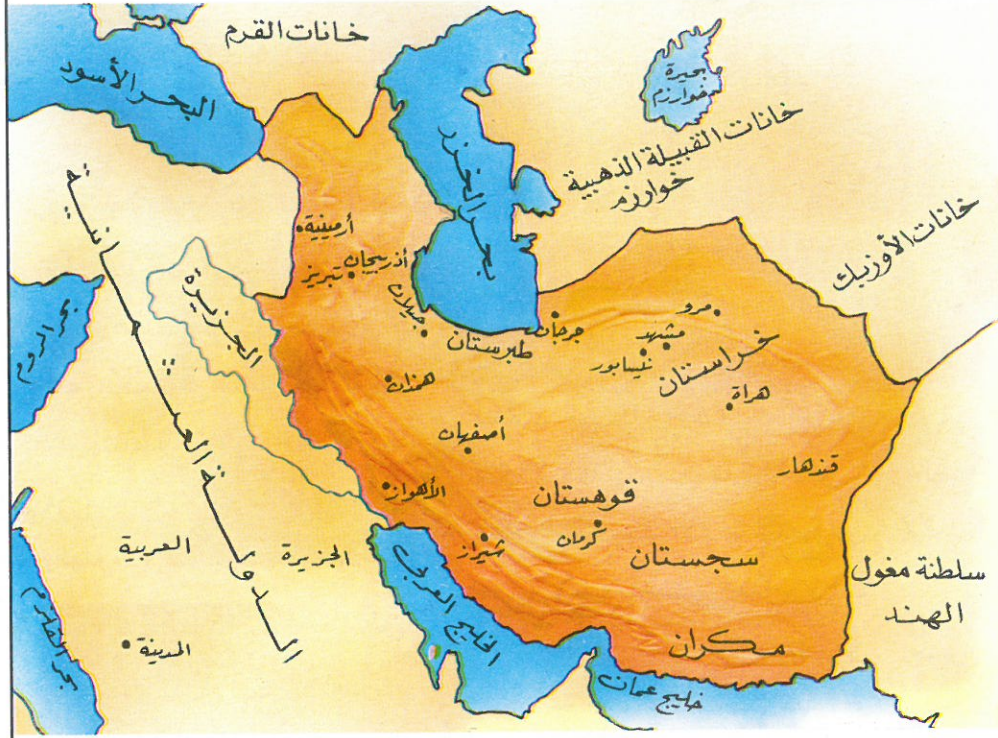 خانات القرم
البحر الأسود
بحيرة
خوارزم
خانات القبيلة الذهبية
خوارزم
بحر الخزر
خانات الأوزبك
أرمينية
أذربيجان
تبريز
جيلان
طبرستان
جرجان
مرو
مشهد
نيسابور
خراستان
هراة
الجزيرة
بحر الروم
همذان
أصفهان
قندهار
الأهواز
قوهستان
كرمان
شيراز
سجستان
سلطنة مغول
الهند
مكران
الدولة العثمانية
الجزيرة
العربية
المدينة
بحر القلزم
الخليج العربي
خليج عمان